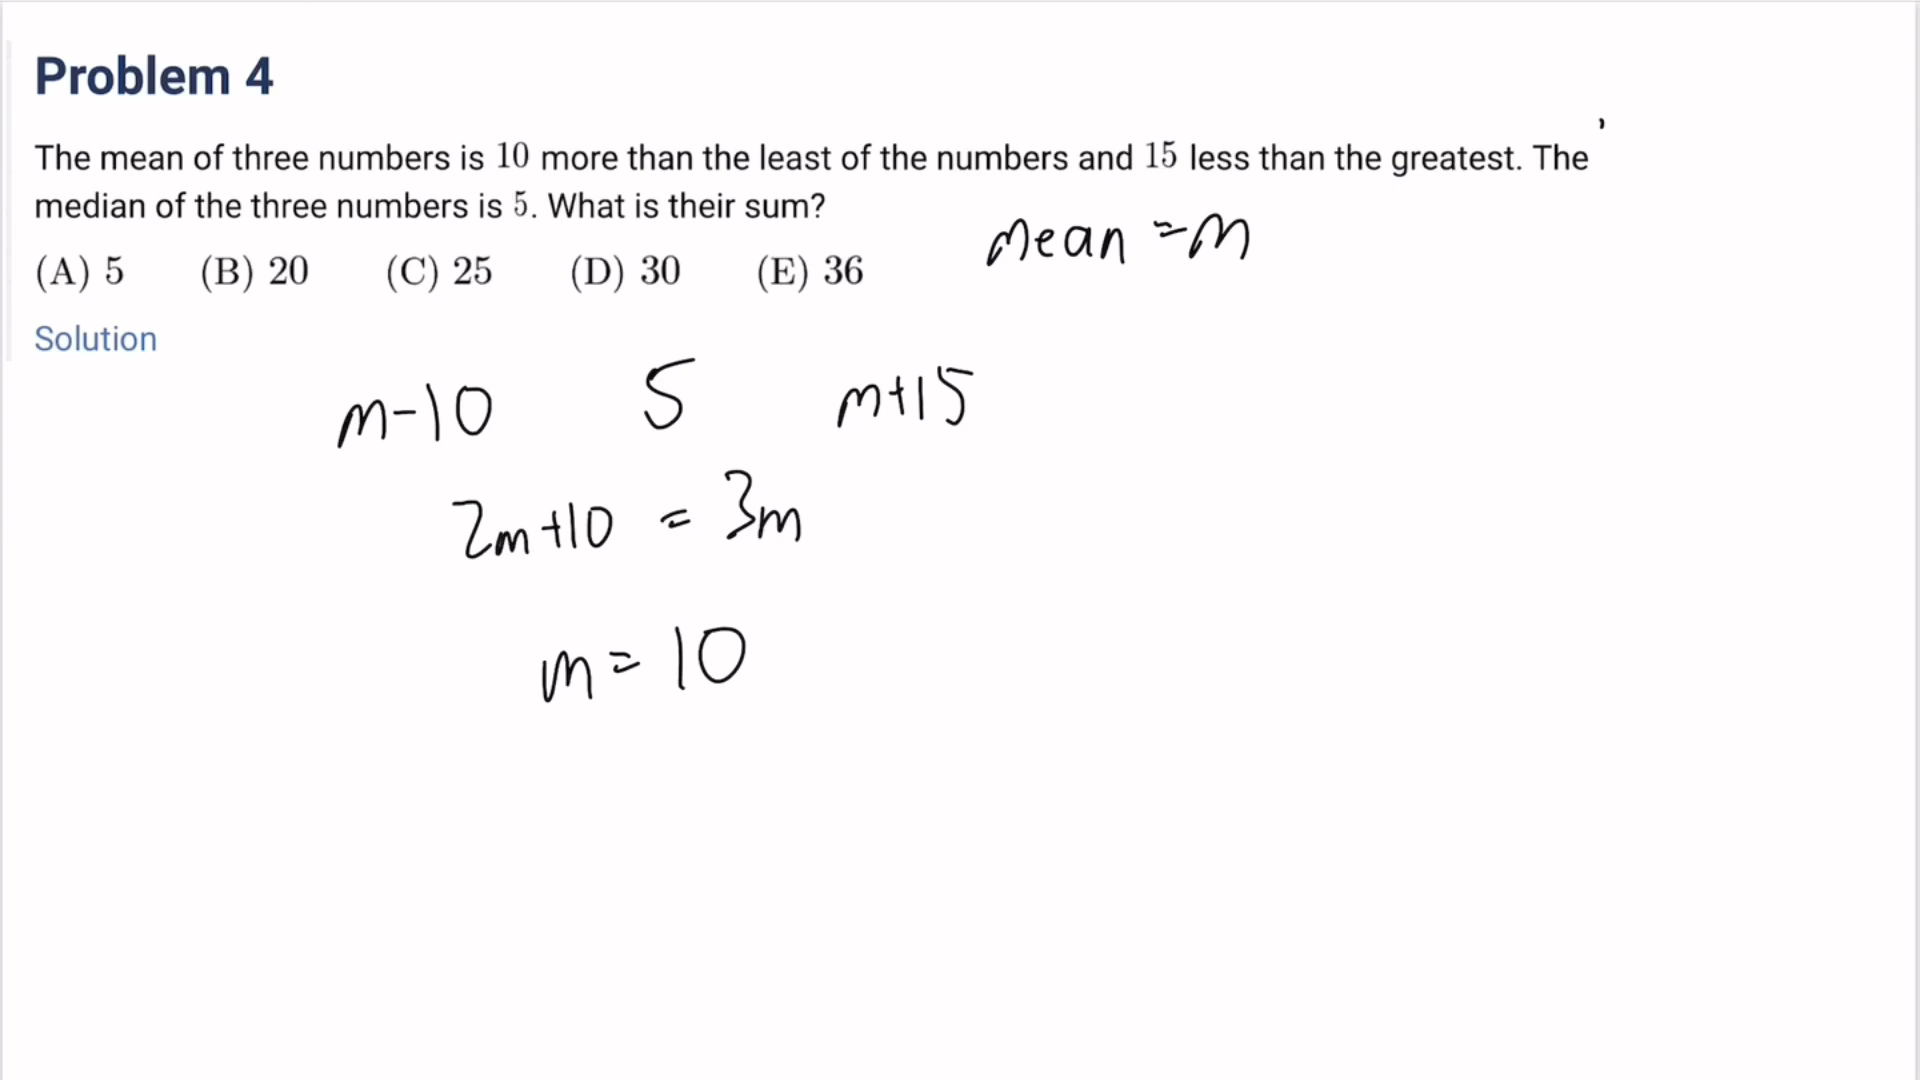 Problem 4
The mean of three numbers is 10 more than the least of the numbers and 15 less than the greatest. The
median of the three numbers is 5. What is their sum?
mean = m
(A) 5 (B) 20 (C) 25 (D) 30 (E) 36
Solution
m-10 5 m+15
2m+10 = 3m
m = 10